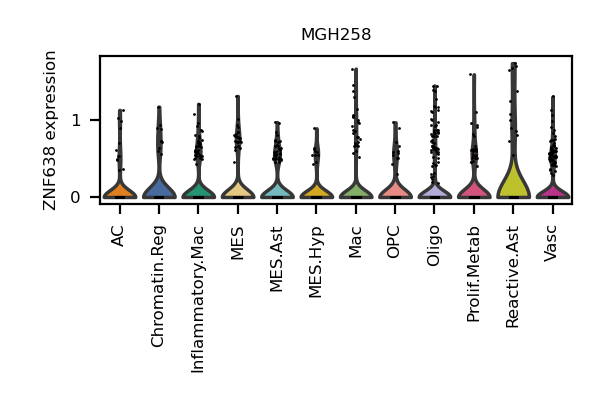 MGH258
ZNF638 expression
1
0
AC
Chromatin.Reg
Inflammatory.Mac
MES
MES.Ast
MES.Hyp
Mac
OPC
Oligo
Prolif.Metab
Reactive.Ast
Vasc